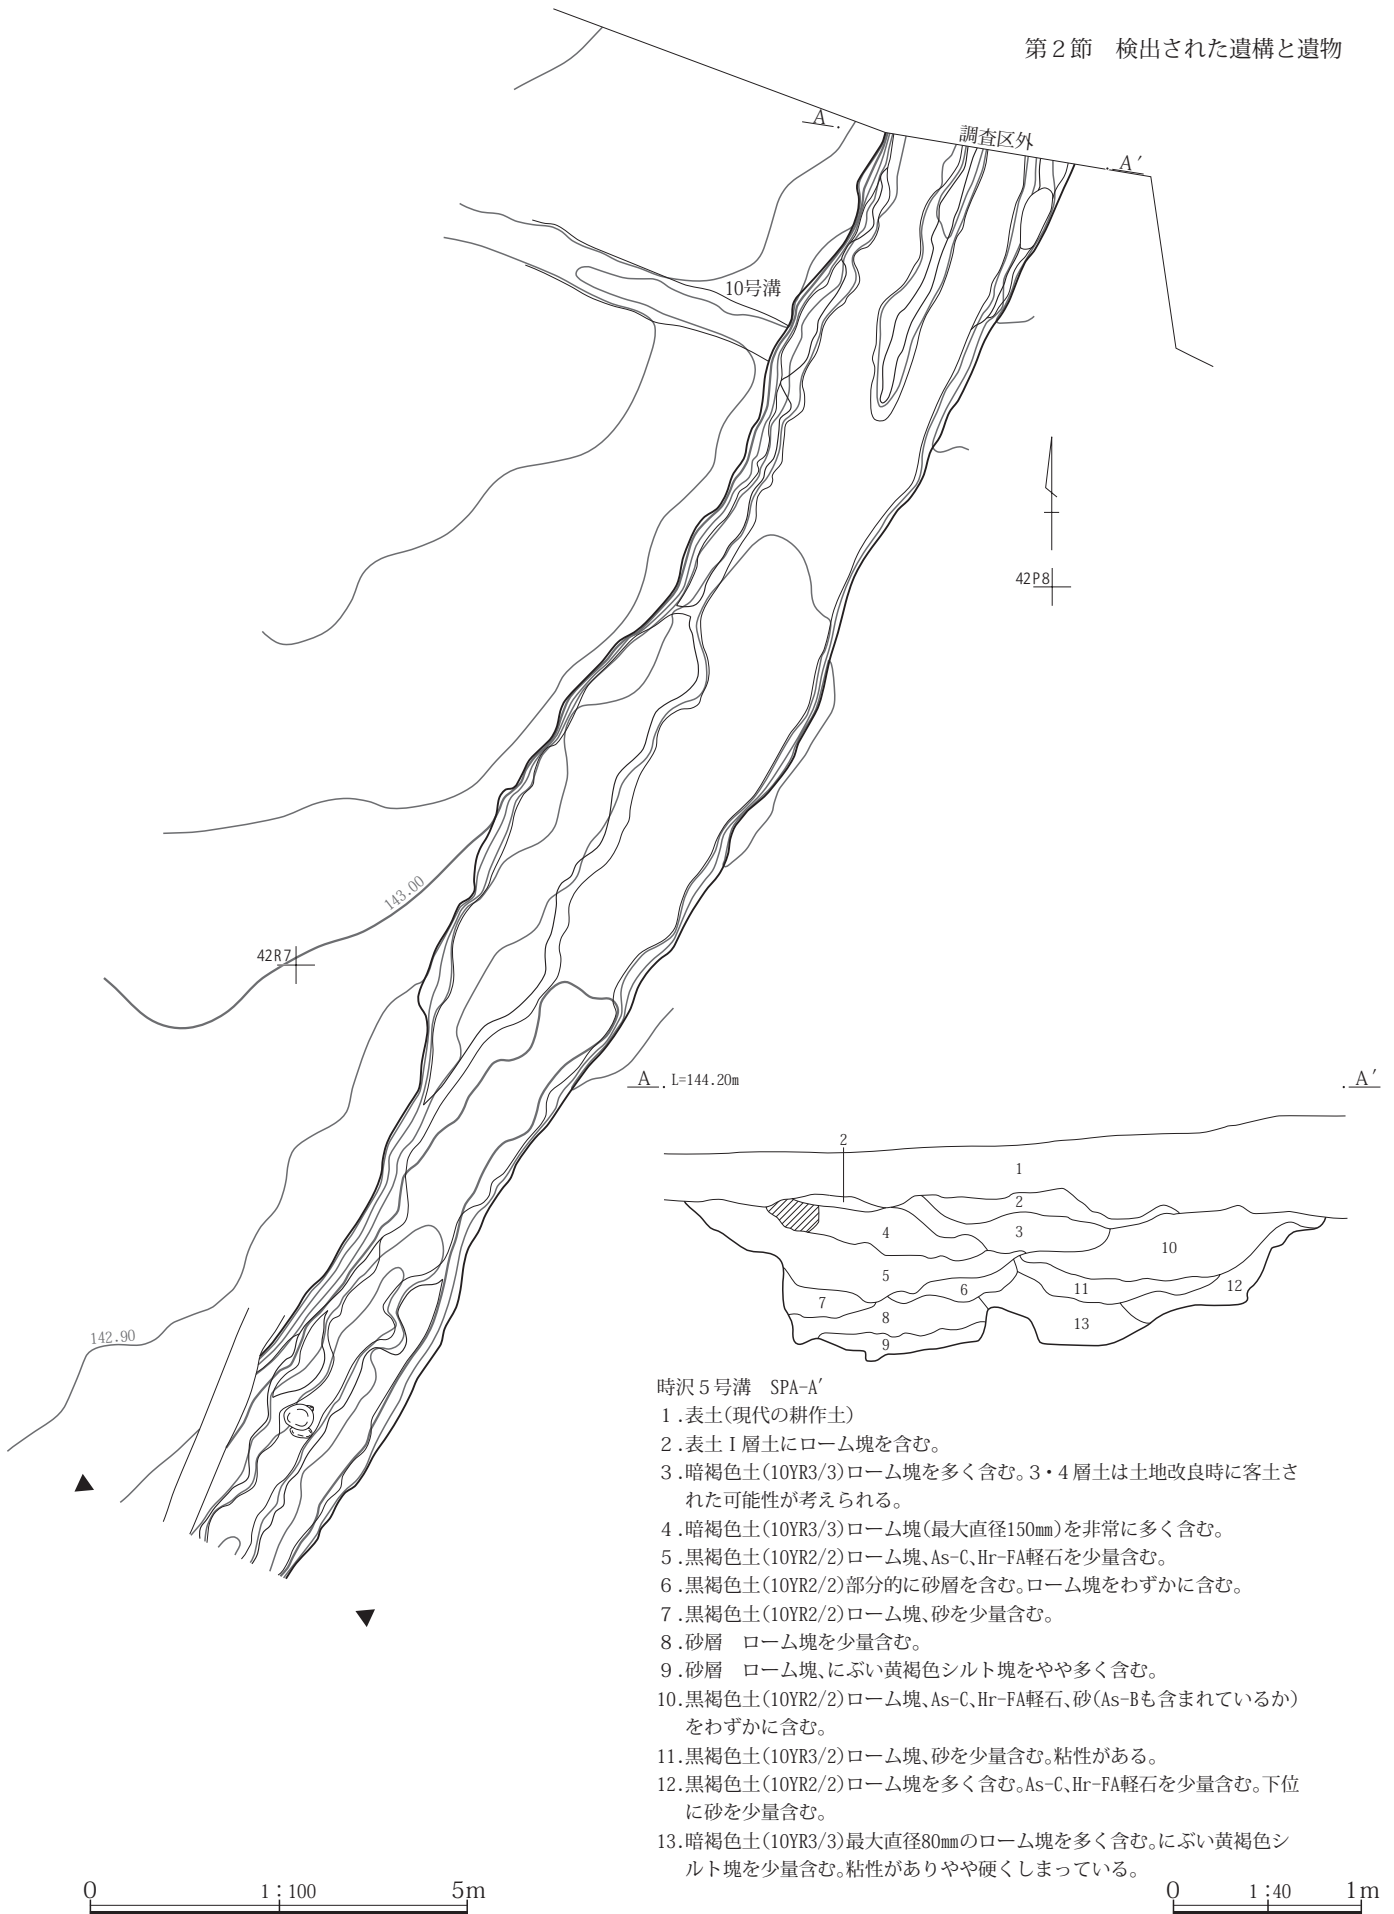 第２節　検出された遺構と遺物
A .
調査区外
. A′
10号溝
42P8
143.00
42R7
A . L=144.20m
. A′
2
1
2
3
4
10
5
6
11
12
7
8
13
9
142.90
時沢５号溝　SPA-A′
１.表土(現代の耕作土)
２.表土Ⅰ層土にローム塊を含む。
３.暗褐色土(10YR3/3)ローム塊を多く含む。３・４層土は土地改良時に客土さ
れた可能性が考えられる。
４.暗褐色土(10YR3/3)ローム塊(最大直径150㎜)を非常に多く含む。
５.黒褐色土(10YR2/2)ローム塊、As-C、Hr-FA軽石を少量含む。
６.黒褐色土(10YR2/2)部分的に砂層を含む。ローム塊をわずかに含む。
７.黒褐色土(10YR2/2)ローム塊、砂を少量含む。
８.砂層　ローム塊を少量含む。
９.砂層　ローム塊、にぶい黄褐色シルト塊をやや多く含む。
10.黒褐色土(10YR2/2)ローム塊、As-C、Hr-FA軽石、砂(As-Bも含まれているか)
をわずかに含む。
11.黒褐色土(10YR3/2)ローム塊、砂を少量含む。粘性がある。
12.黒褐色土(10YR2/2)ローム塊を多く含む。As-C、Hr-FA軽石を少量含む。下位
に砂を少量含む。
13.暗褐色土(10YR3/3)最大直径80㎜のローム塊を多く含む。にぶい黄褐色シ
ルト塊を少量含む。粘性がありやや硬くしまっている。
0　1：100　5m
0　1：40　1m